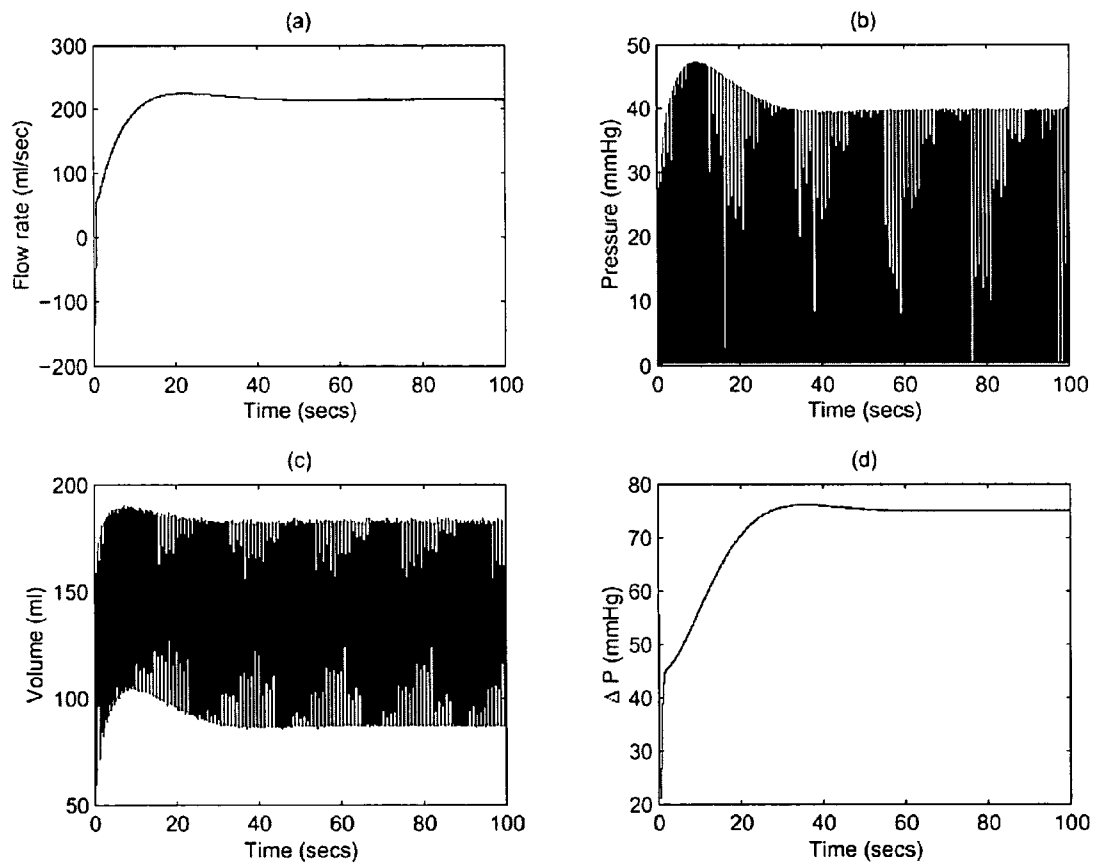 (a)
300
200
100
0
−100
−200
Flow rate (ml/sec)
0 20 40 60 80 100
Time (secs)
(b)
50
40
30
20
10
0
Pressure (mmHg)
0 20 40 60 80 100
Time (secs)
(c)
200
150
100
50
Volume (ml)
0 20 40 60 80 100
Time (secs)
(d)
80
70
60
50
40
30
20
Δ P (mmHg)
0 20 40 60 80 100
Time (secs)